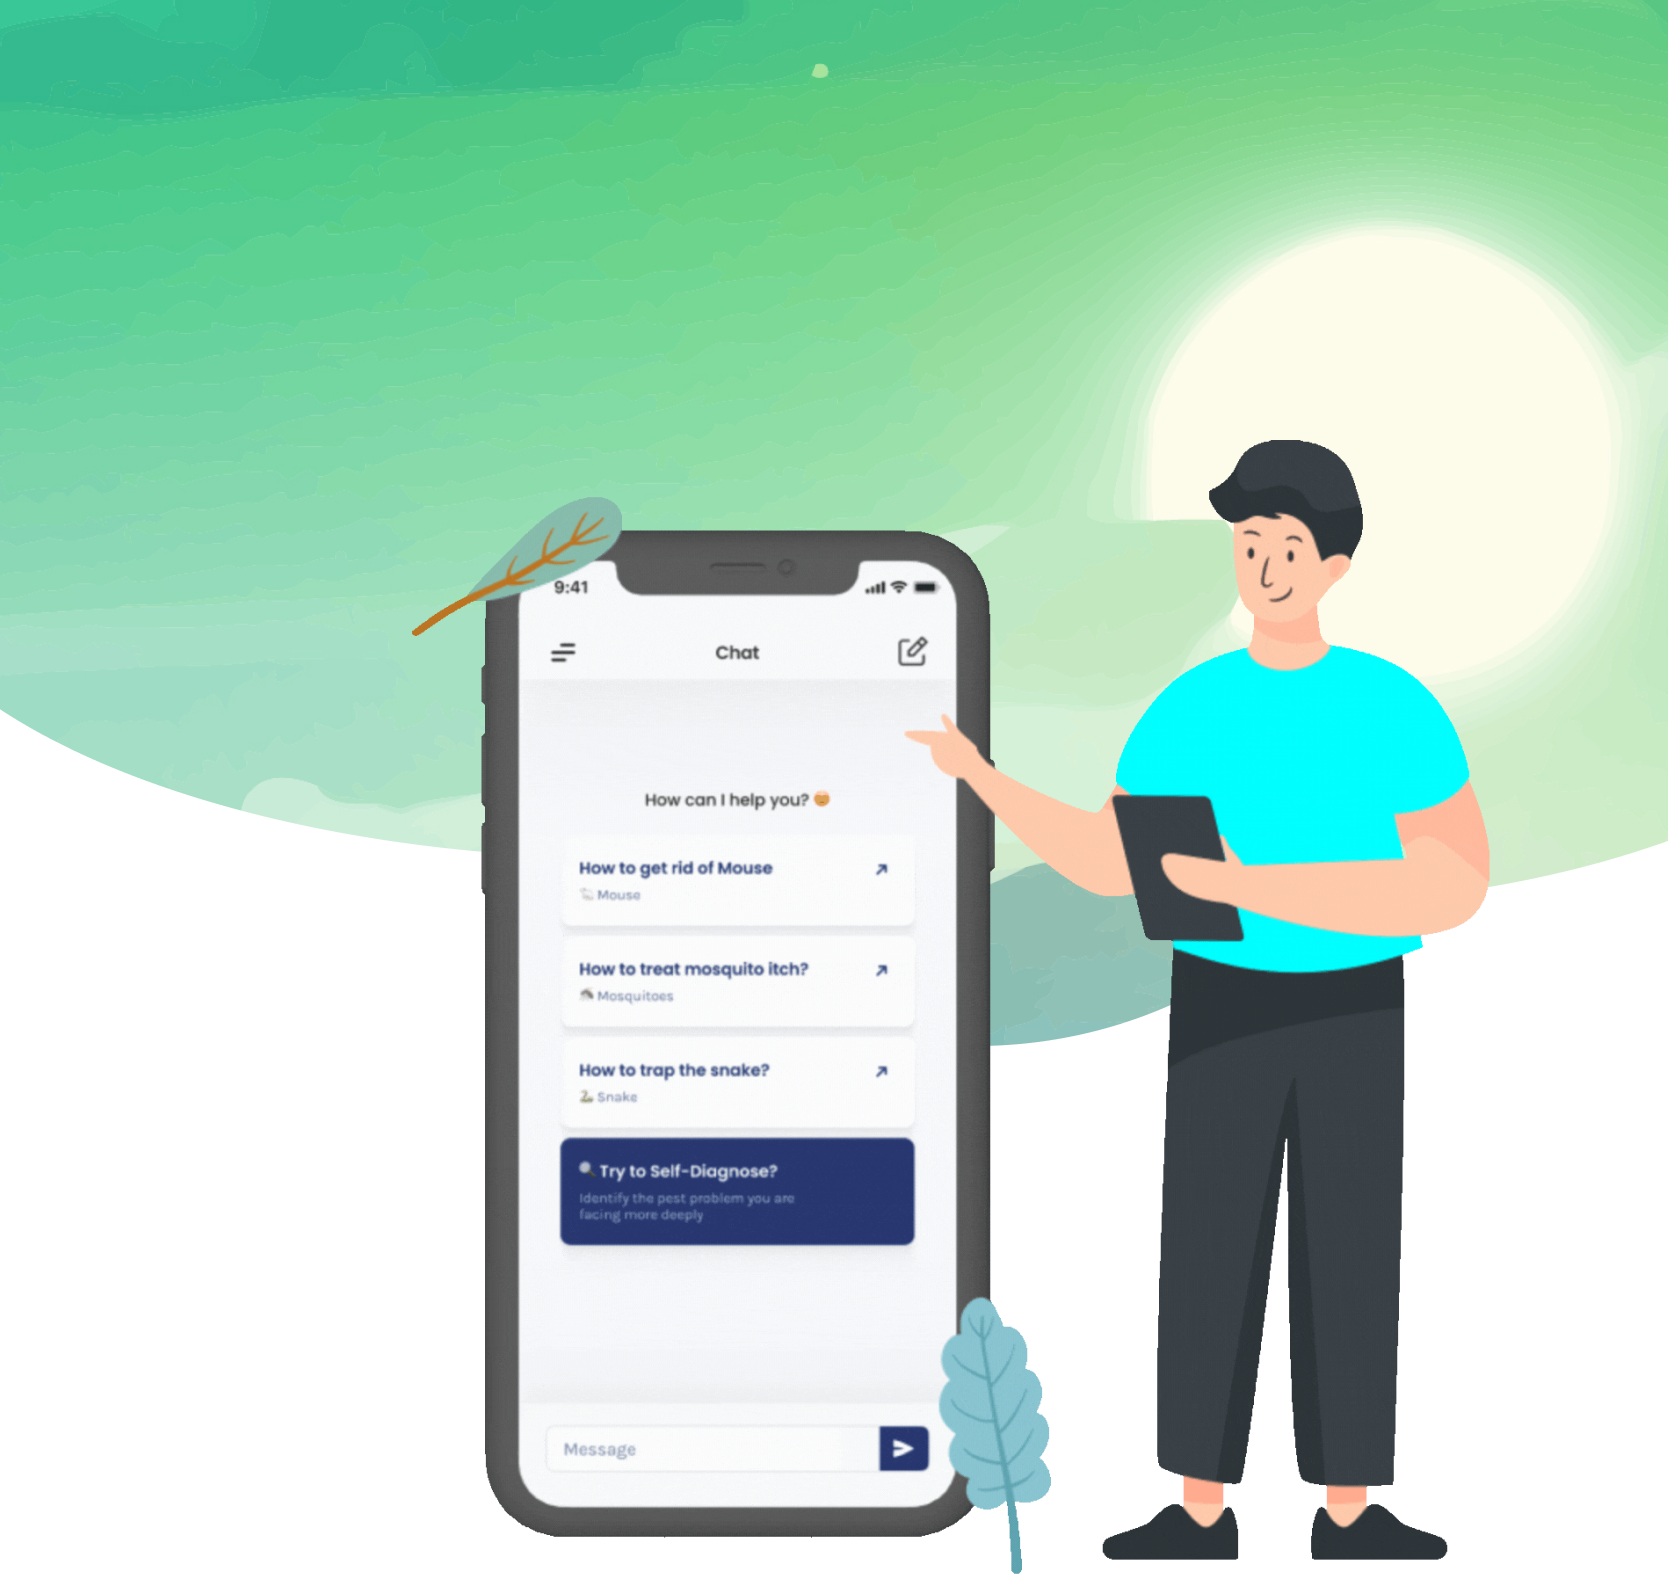 9:41
Chat
How can I help you?
How to get rid of Mouse
Mouse
How to treat mosquito itch?
Mosquitoes
How to trap the snake?
Snake
Try to Self-Diagnose?
Identify the pest problem you are
facing more deeply
Message